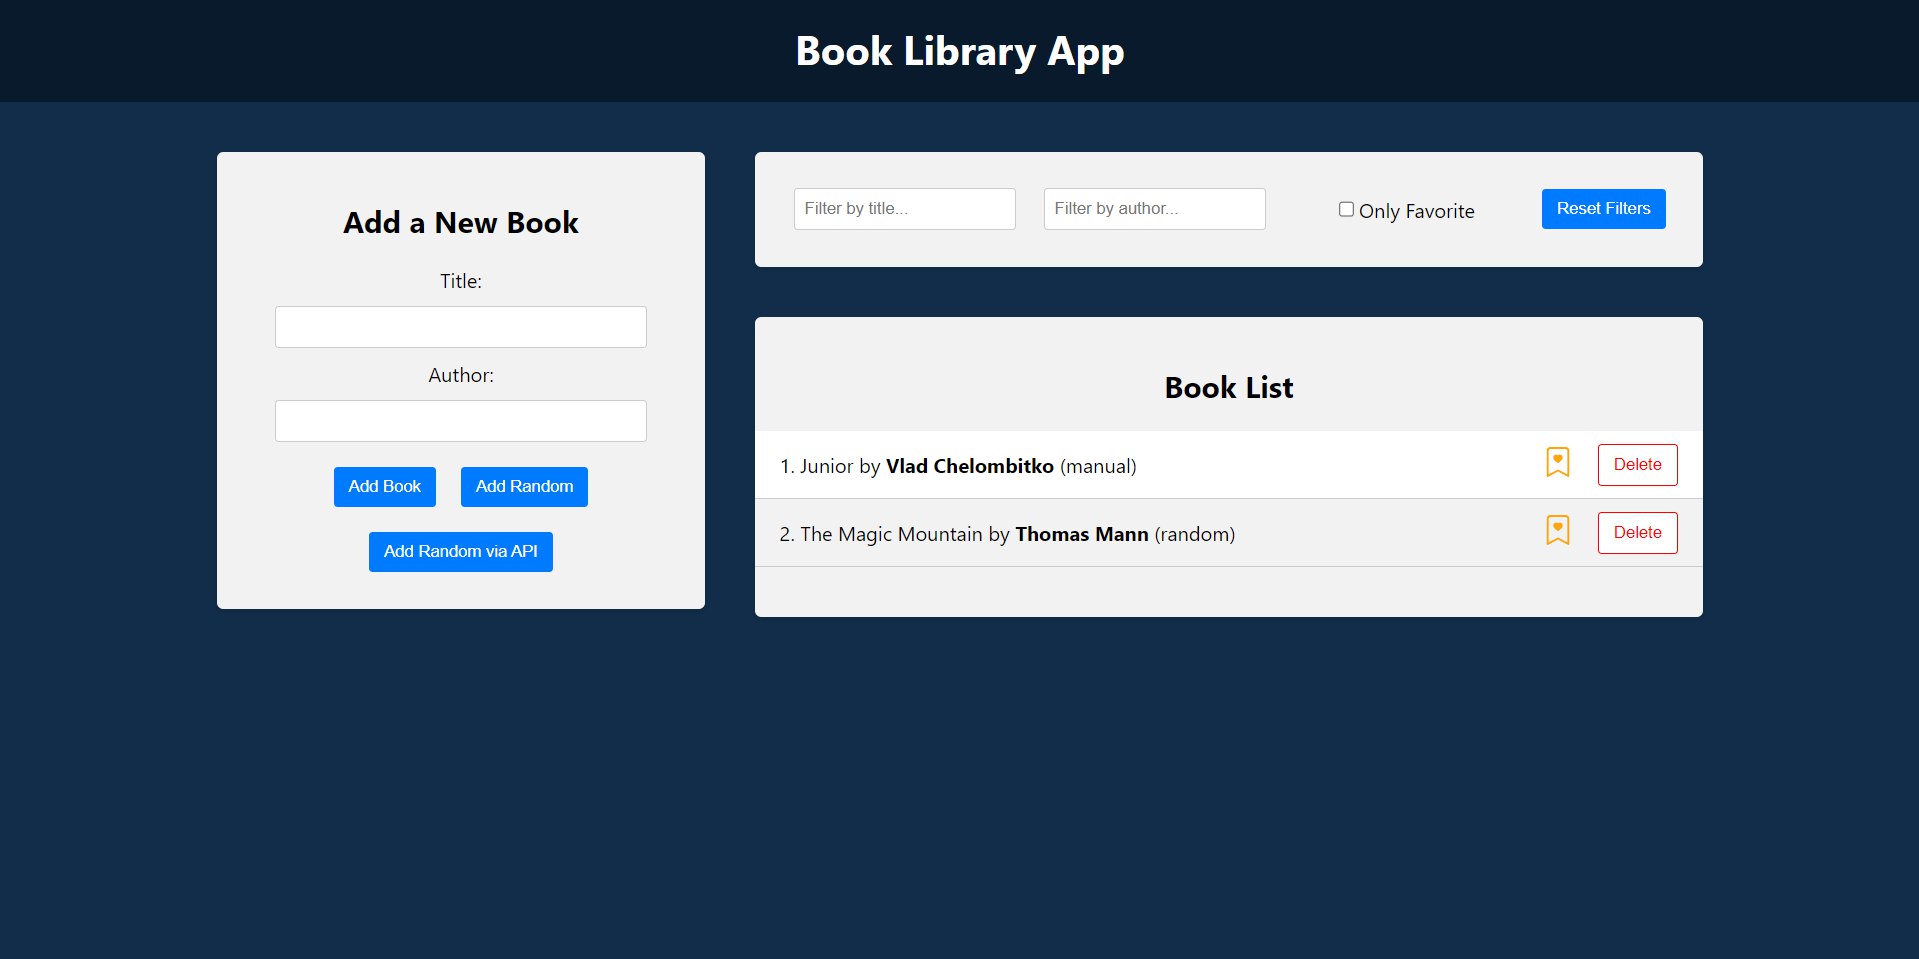 Book Library App
Add a New Book
Title:
Author:
Add Book
Add Random
Add Random via API
Filter by title...
Filter by author...
Only Favorite
Reset Filters
Book List
1. Junior by Vlad Chelombitko (manual)
Delete
2. The Magic Mountain by Thomas Mann (random)
Delete